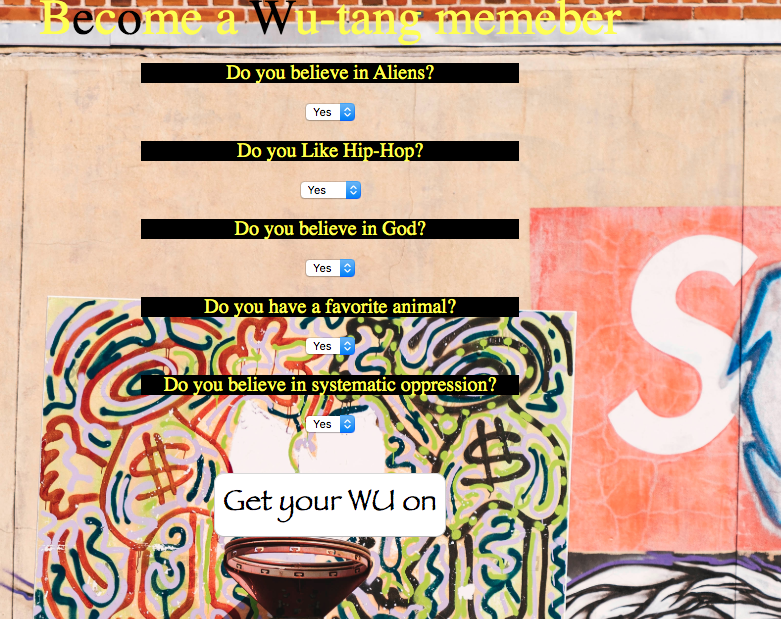 Become a Wu-tang memeber
Do you believe in Aliens?
Yes
Do you Like Hip-Hop?
Yes
Do you believe in God?
Yes
Do you have a favorite animal?
Yes
Do you believe in systematic oppression?
Yes
Get your WU on
S
$ $